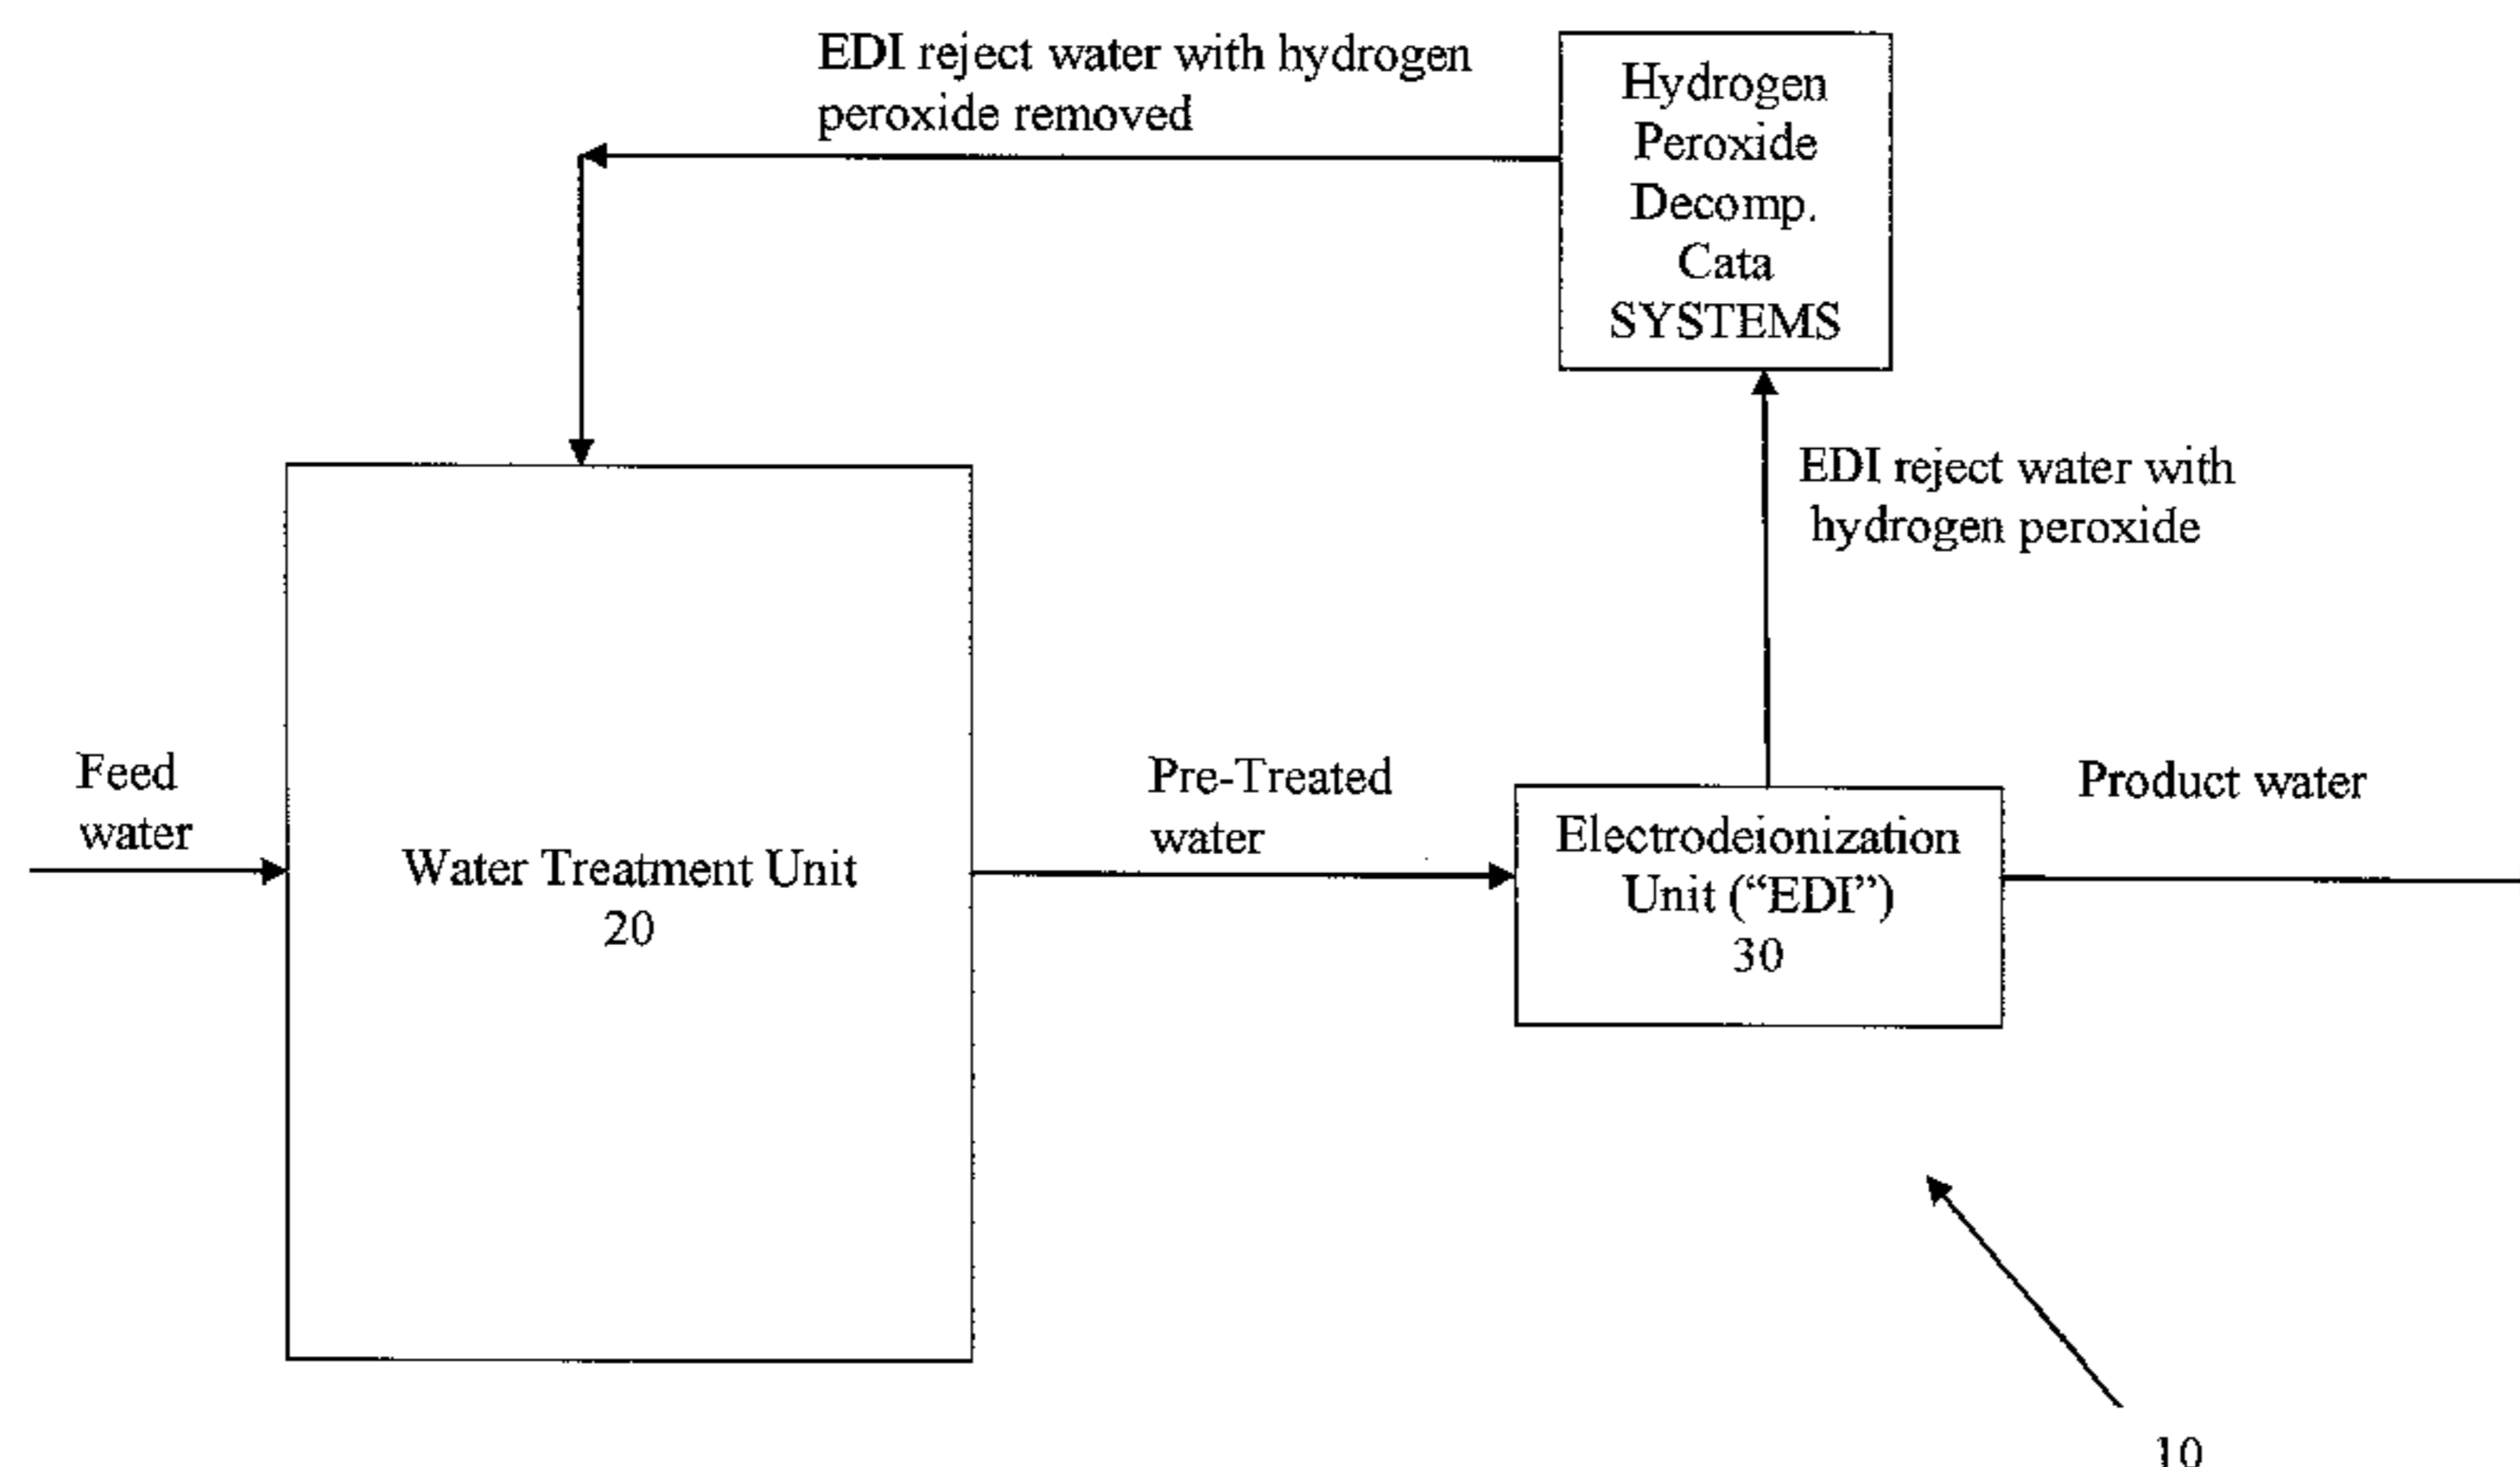 EDI reject water with hydrogen
peroxide removed
Hydrogen
Peroxide
Decomp.
Cata
SYSTEMS
EDI reject water with
hydrogen peroxide
Feed
water
Water Treatment Unit
20
Pre-Treated
water
Electrodeionization
Unit (“EDI”)
30
Product water
10